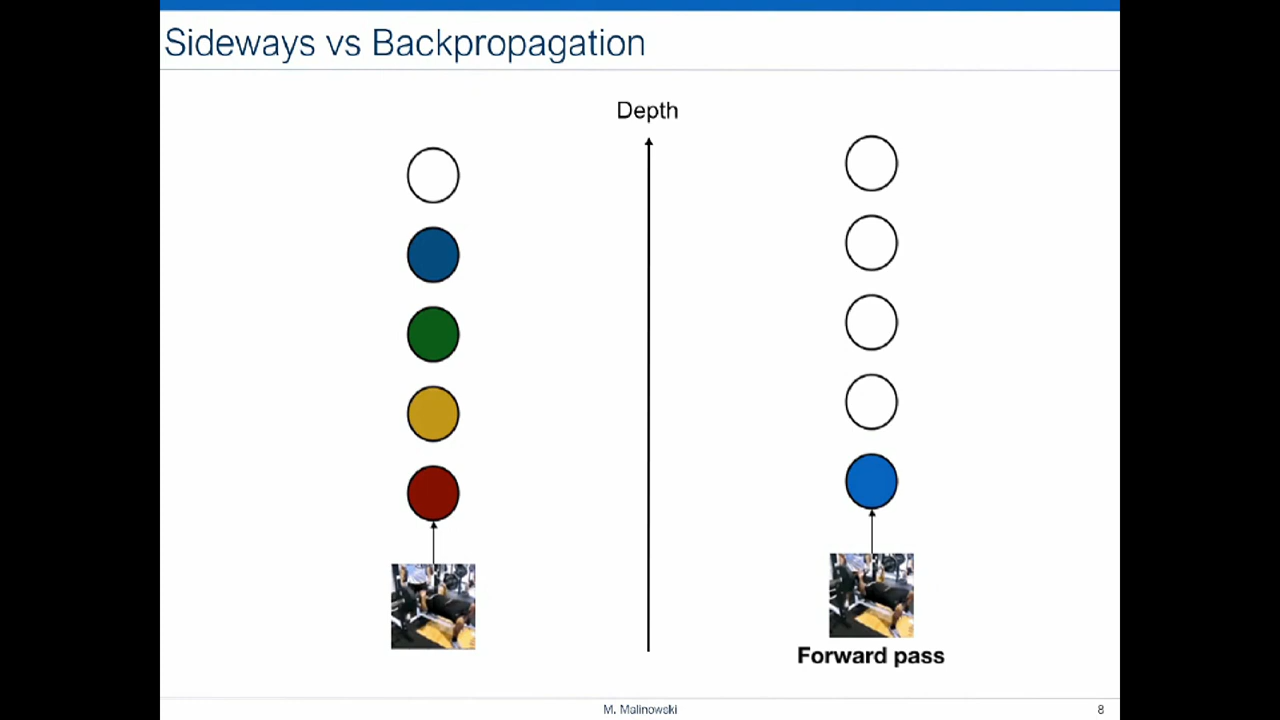 Sideways vs Backpropagation
Depth
Forward pass
M. Malinowski
8